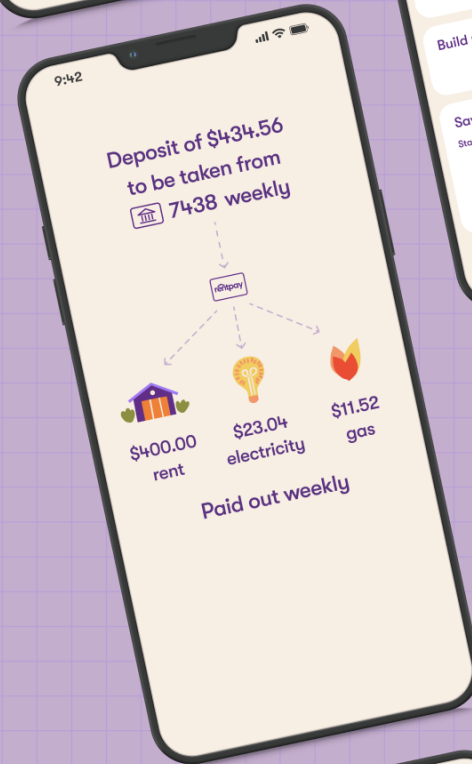 9:42
Deposit of $434.56
to be taken from
7438 weekly
rentpay
$400.00
rent
$23.04
electricity
$11.52
gas
Paid out weekly
Build
Sa
Sta